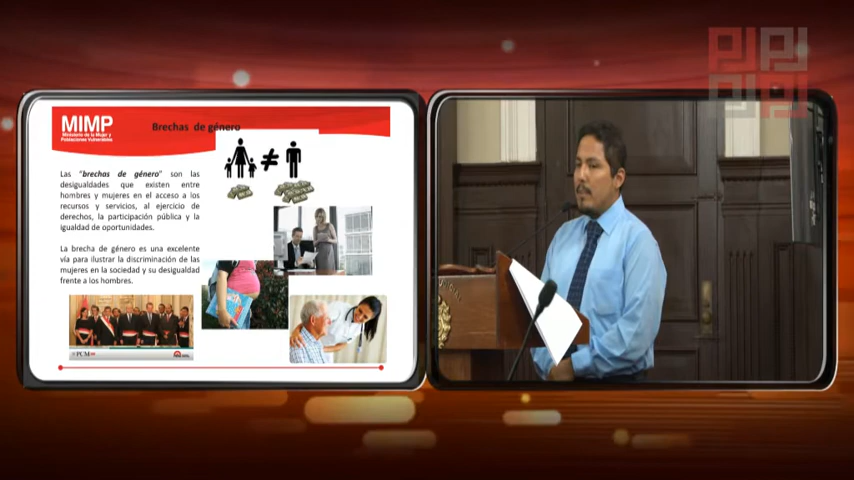 MIMP
Ministerio de la Mujer y
Poblaciones Vulnerables
Brechas de género
Las "brechas de género" son las
desigualdades que existen entre
hombres y mujeres en el acceso a los
recursos y servicios, al ejercicio de
derechos, la participación pública y la
igualdad de oportunidades.
La brecha de género es una excelente
vía para ilustrar la discriminación de las
mujeres en la sociedad y su desigualdad
frente a los hombres.
PCM